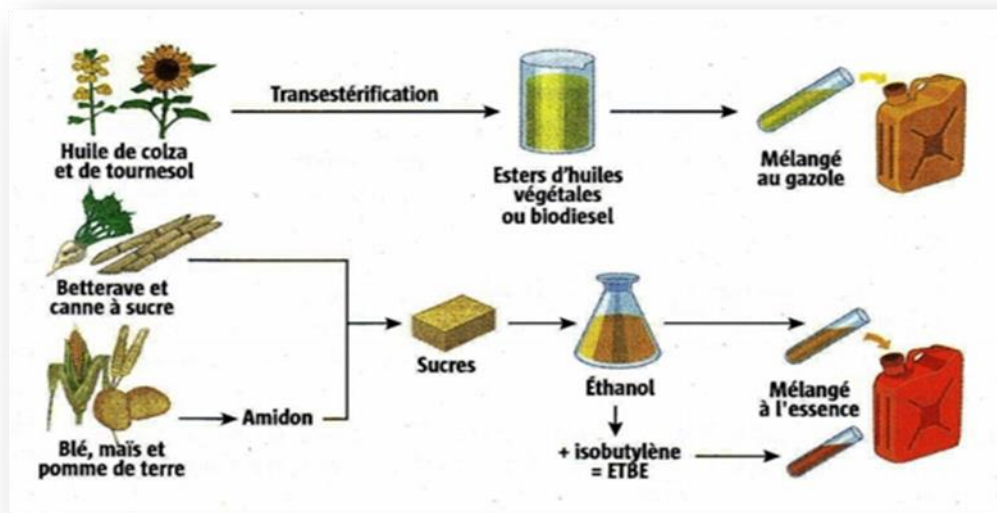 Transestérification
Huile de colza
et de tournesol
Esters d'huiles
végétales
ou biodiesel
Mélangé
au gazole
Betterave et
canne à sucre
Sucres
Éthanol
Mélangé
à l'essence
Amidon
Blé, maïs et
pomme de terre
+ isobutylène
= ETBE